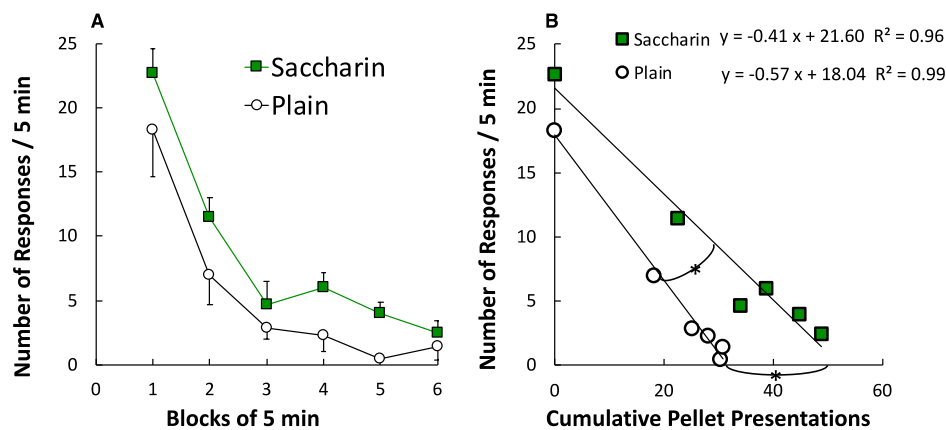 A
Number of Responses / 5 min
25
20
15
10
5
0
0 1 2 3 4 5 6
Blocks of 5 min
Saccharin
Plain
B
Saccharin y = -0.41 x + 21.60 R² = 0.96
Plain y = -0.57 x + 18.04 R² = 0.99
Number of Responses / 5 min
25
20
15
10
5
0
*
*
0 20 40 60
Cumulative Pellet Presentations